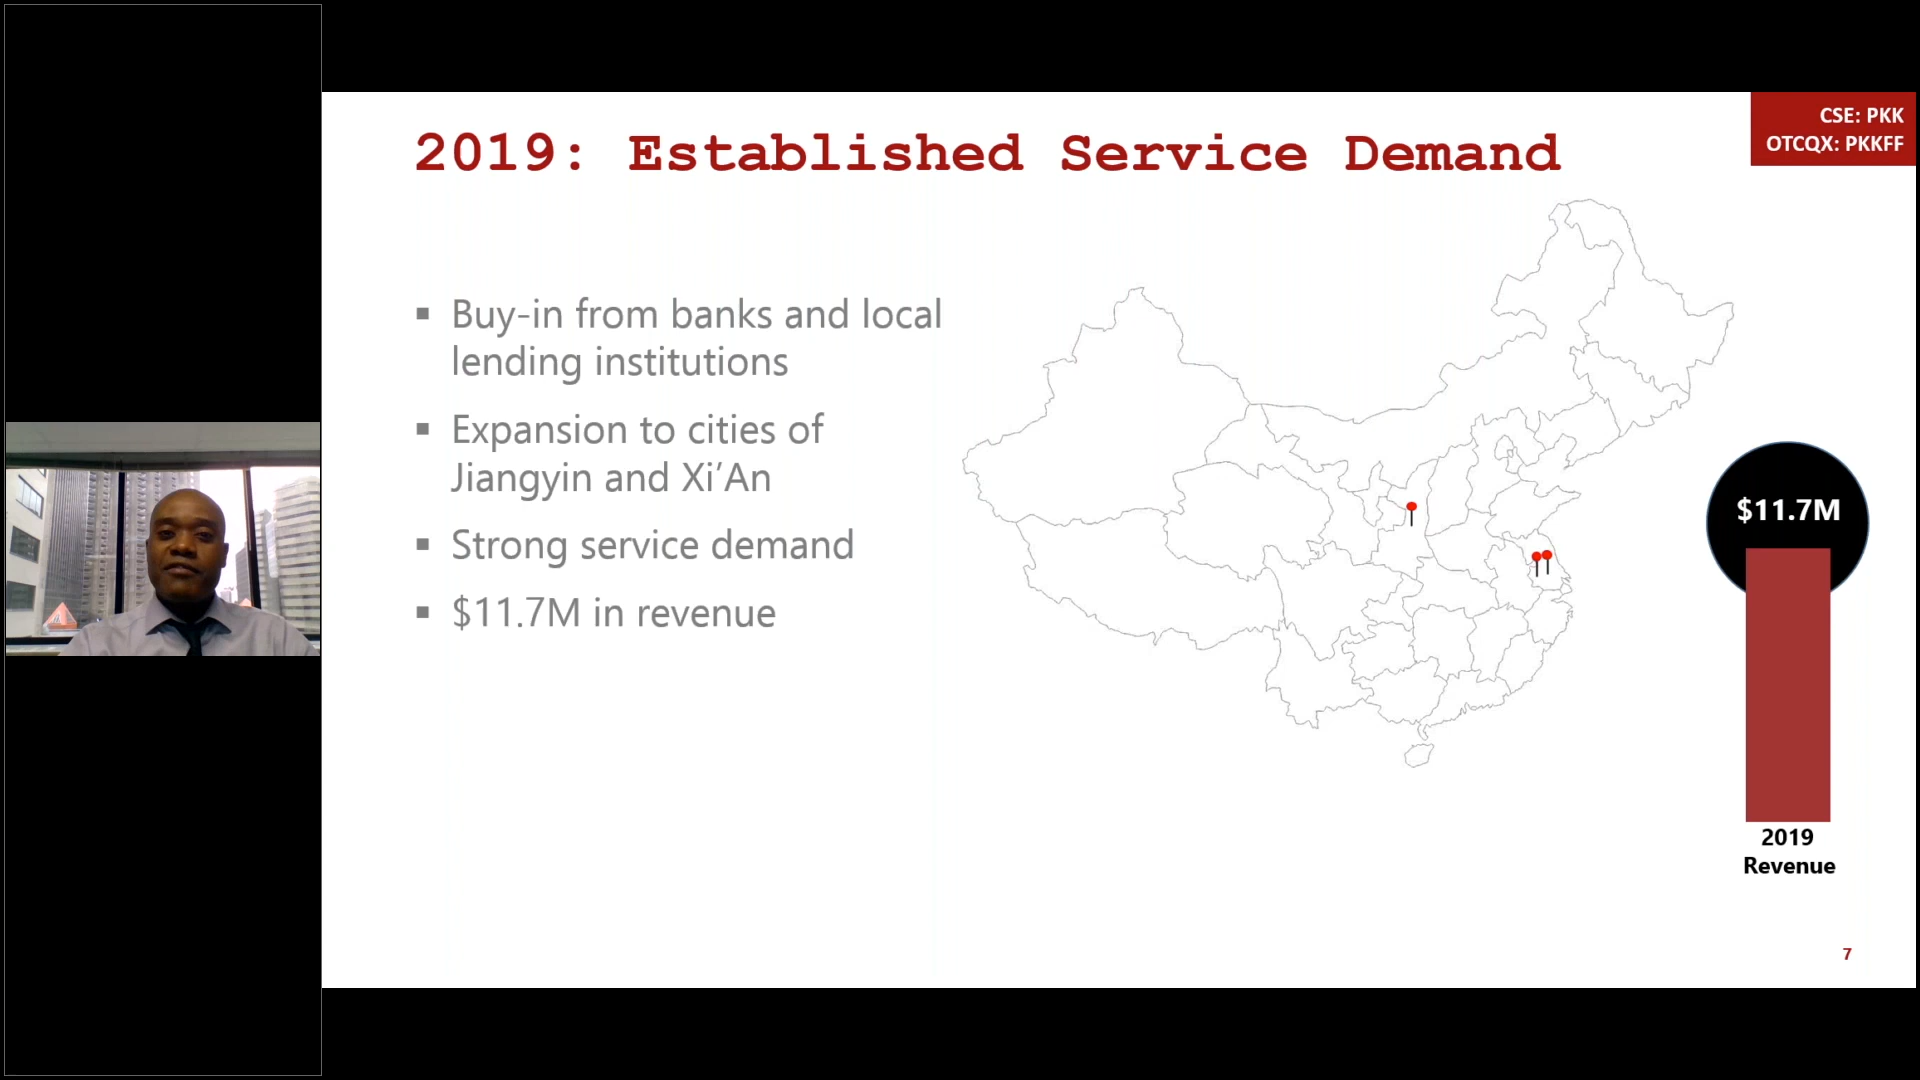 2019: Established Service Demand
CSE: PKK
OTCQX: PKKFF
▪ Buy-in from banks and local
lending institutions
▪ Expansion to cities of
Jiangyin and Xi’An
▪ Strong service demand
▪ $11.7M in revenue
$11.7M
2019
Revenue
7